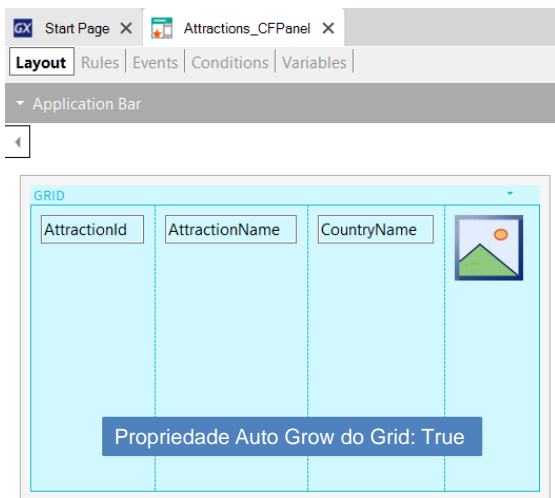 GX Start Page X Attractions_CFPanel X
Layout Rules Events Conditions Variables
Application Bar
GRID
AttractionId AttractionName CountryName
Propriedade Auto Grow do Grid: True